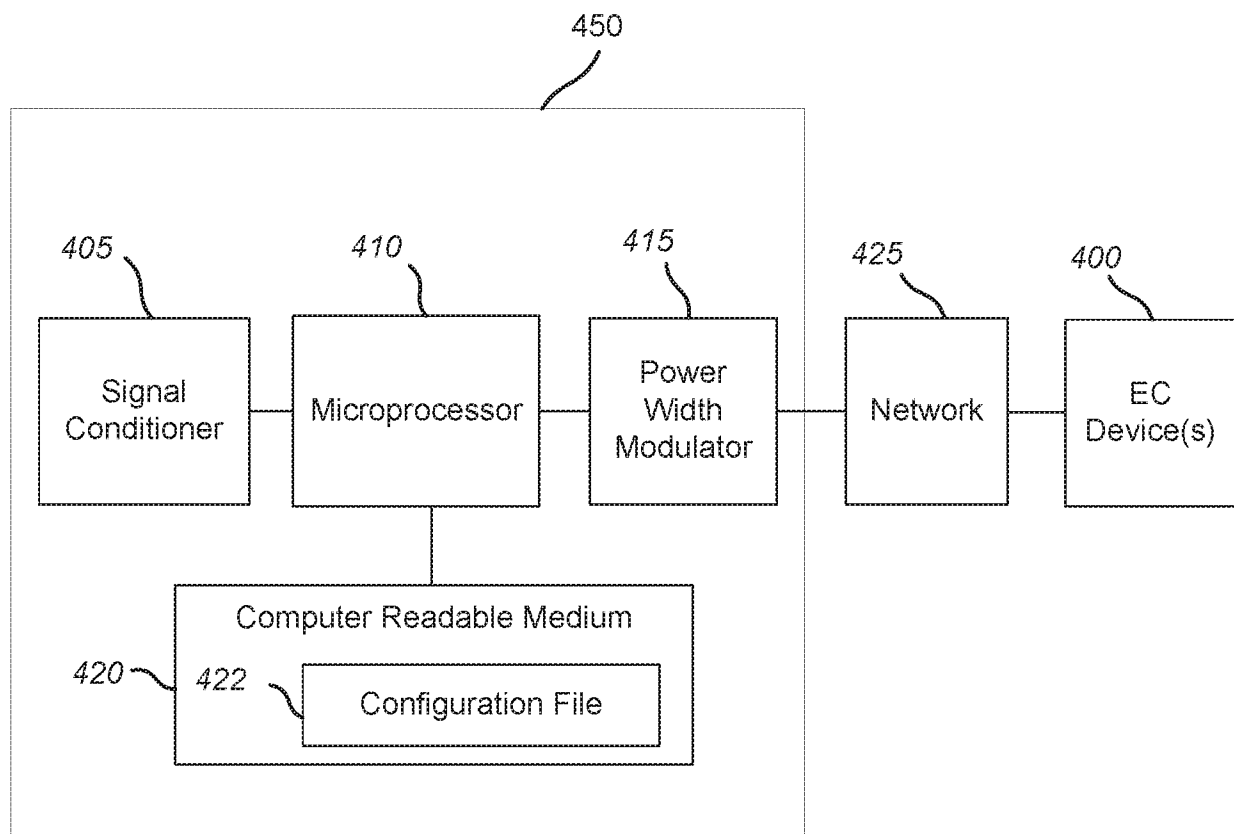 450
405
410
415
425
400
Signal
Conditioner
Microprocessor
Power
Width
Modulator
Network
EC
Device(s)
Computer Readable Medium
420
422
Configuration File